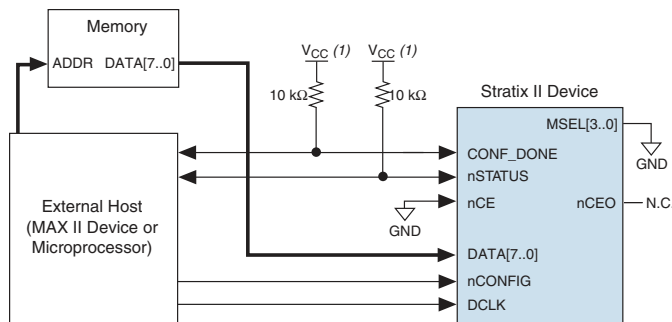 Memory
ADDR DATA[7..0]
VCC (1) VCC (1)
10 kΩ 10 kΩ
Stratix II Device
MSEL[3..0]
GND
CONF_DONE
nSTATUS
nCE nCEO N.C.
GND
External Host
(MAX II Device or
Microprocessor)
DATA[7..0]
nCONFIG
DCLK